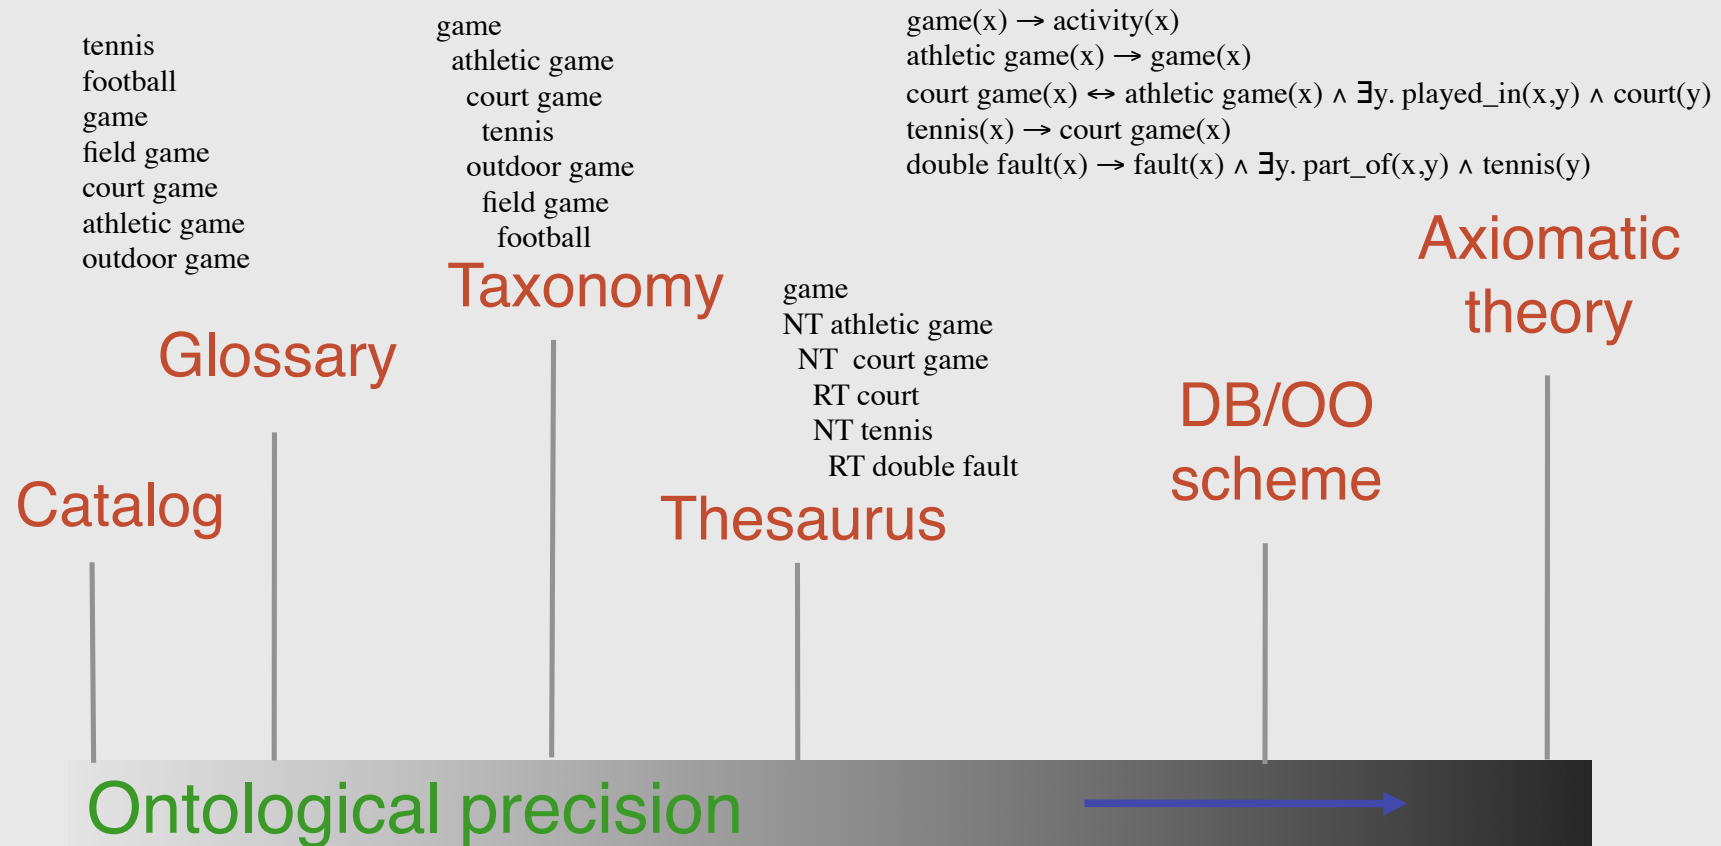 tennis
football
game
field game
court game
athletic game
outdoor game
game
athletic game
court game
tennis
outdoor game
field game
football
game(x) → activity(x)
athletic game(x) → game(x)
court game(x) ↔ athletic game(x) ∧ ∃y. played_in(x,y) ∧ court(y)
tennis(x) → court game(x)
double fault(x) → fault(x) ∧ ∃y. part_of(x,y) ∧ tennis(y)
Axiomatic
theory
Taxonomy
game
NT athletic game
NT court game
RT court
NT tennis
RT double fault
Glossary
DB/OO
scheme
Catalog
Thesaurus
Ontological precision